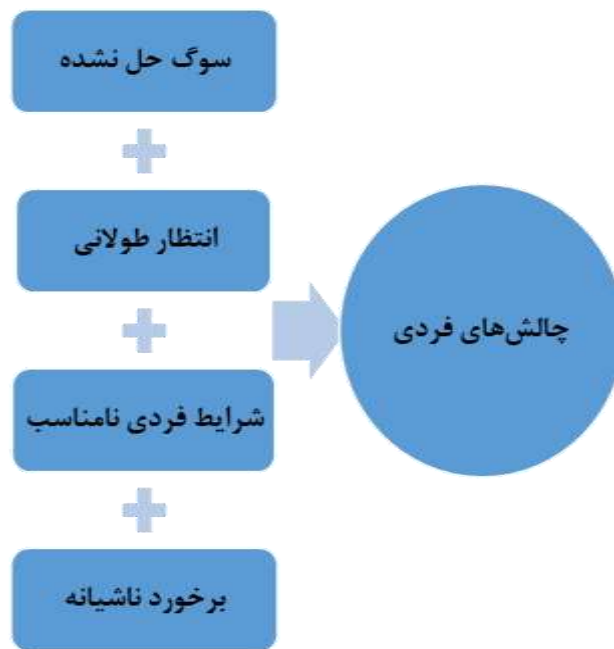 سوگ حل نشده
انتظار طولانی
شرایط فردی نامناسب
برخورد ناشیانه
چالش‌های فردی